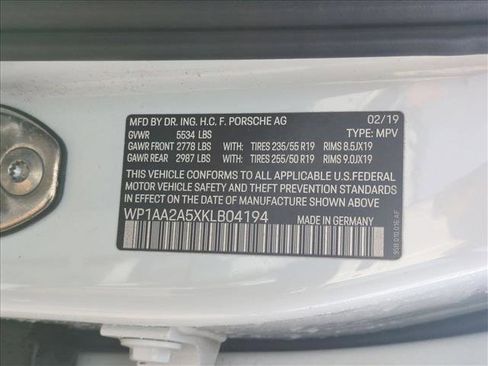 MFD BY DR. ING. H.C. F. PORSCHE AG 02/19
GVWR 5534 LBS TYPE: MPV
GAWR FRONT 2778 LBS WITH: TIRES 235/55 R19 RIMS 8.5JX19
GAWR REAR 2987 LBS WITH: TIRES 255/50 R19 RIMS 9.0JX19
THIS VEHICLE CONFORMS TO ALL APPLICABLE U.S.FEDERAL
MOTOR VEHICLE SAFETY AND THEFT PREVENTION STANDARDS
IN EFFECT ON THE DATE OF MANUFACTURE SHOWN ABOVE
WP1AA2A5XKLB04194 MADE IN GERMANY